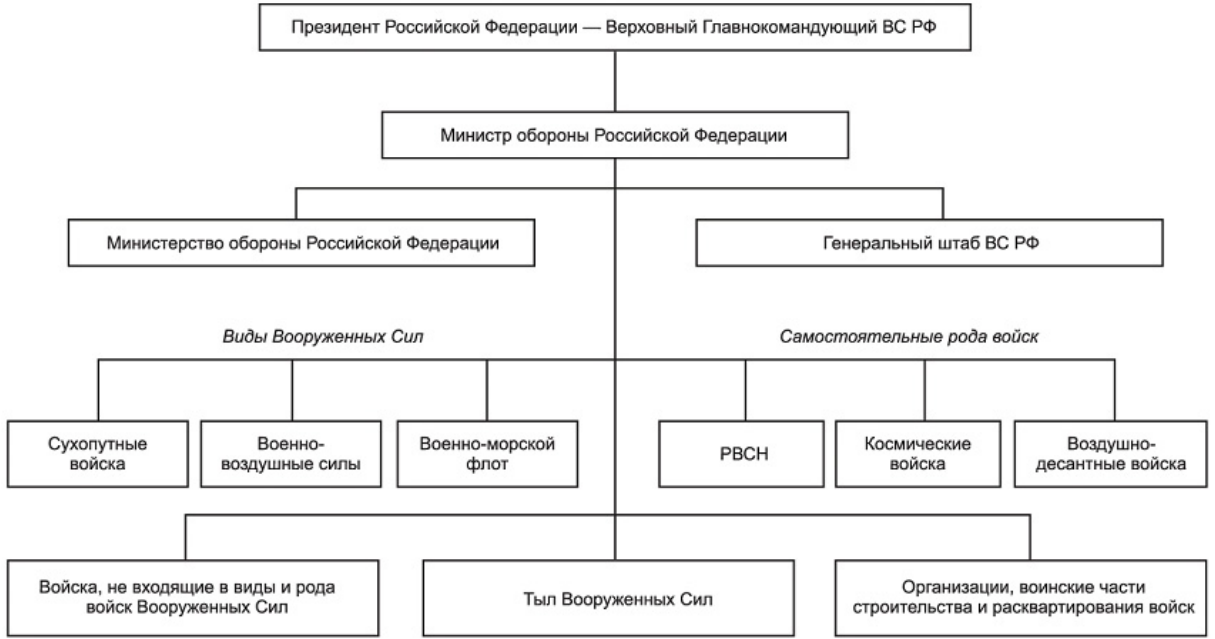 Президент Российской Федерации — Верховный Главнокомандующий ВС РФ
Министр обороны Российской Федерации
Министерство обороны Российской Федерации
Генеральный штаб ВС РФ
Виды Вооруженных Сил
Самостоятельные рода войск
Сухопутные
войска
Военно-
воздушные силы
Военно-морской
флот
РВСН
Космические
войска
Воздушно-
десантные войска
Войска, не входящие в виды и рода
войск Вооруженных Сил
Тыл Вооруженных Сил
Организации, воинские части
строительства и расквартирования войск